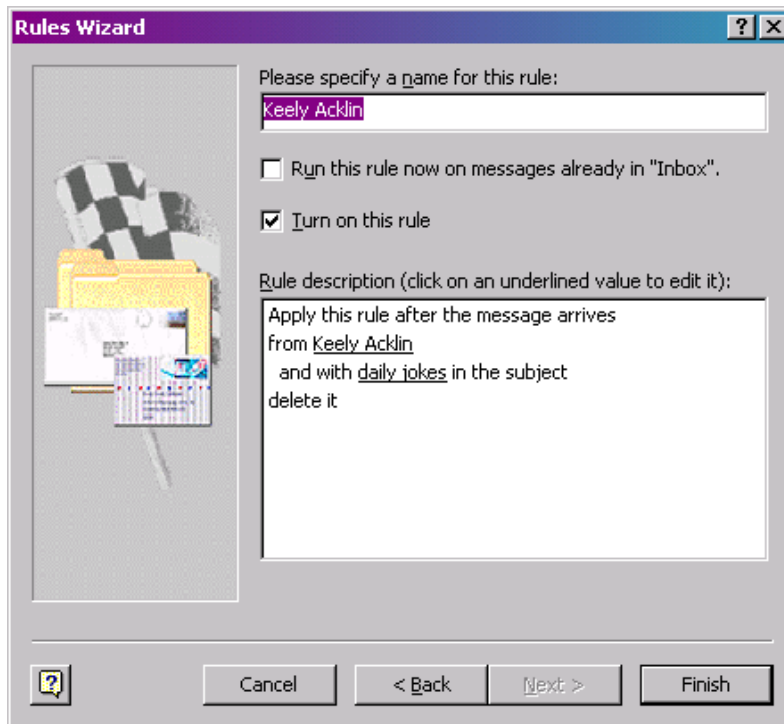 Rules Wizard
Please specify a name for this rule:
Keely Acklin
Run this rule now on messages already in "Inbox".
Turn on this rule
Rule description (click on an underlined value to edit it):
Apply this rule after the message arrives
from Keely Acklin
and with daily jokes in the subject
delete it
Cancel
< Back
Next >
Finish